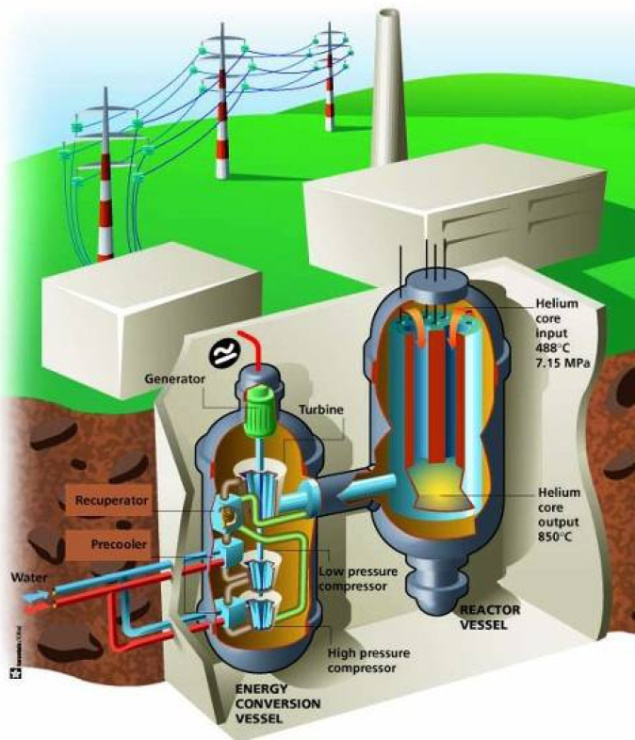 Helium
core
input
488°C
7.15 MPa
Generator
Turbine
Recuperator
Helium
core
output
850°C
Precooler
Water
Low pressure
compressor
REACTOR
VESSEL
High pressure
compressor
ENERGY
CONVERSION
VESSEL